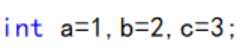 int a=1,b=2,c=3;